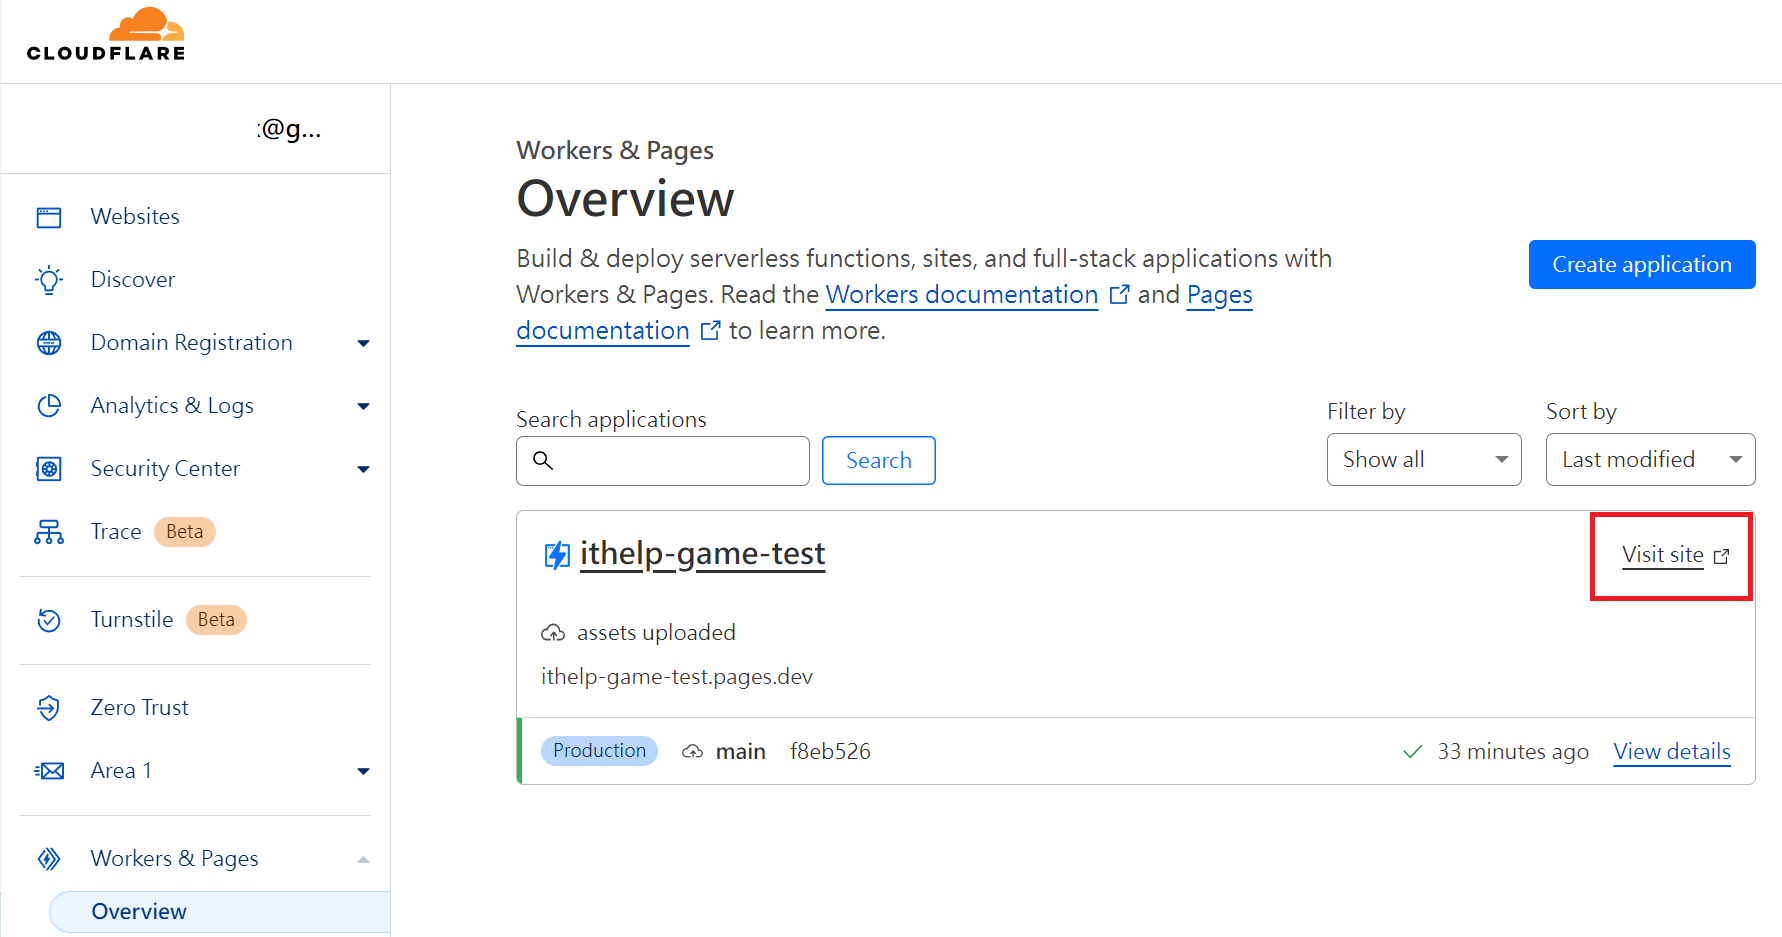 CLOUDFLARE
@g...
Websites
Discover
Domain Registration
Analytics & Logs
Security Center
Trace Beta
Turnstile Beta
Zero Trust
Area 1
Workers & Pages
Overview
Workers & Pages
Overview
Build & deploy serverless functions, sites, and full-stack applications with
Workers & Pages. Read the Workers documentation and Pages
documentation to learn more.
Create application
Search applications
Search
Filter by
Show all
Sort by
Last modified
ithelp-game-test
Visit site
assets uploaded
ithelp-game-test.pages.dev
Production main f8eb526
33 minutes ago View details